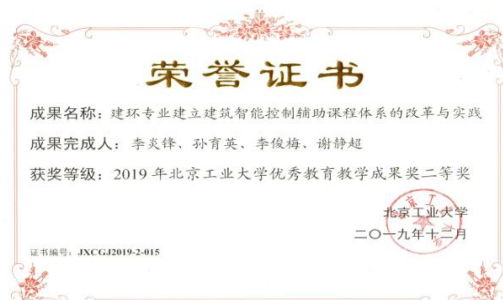 荣誉证书
成果名称：建环专业建立建筑智能控制辅助课程体系的改革与实践
成果完成人：李炎锋、孙育英、李俊梅、谢静超
获奖等级：2019年北京工业大学优秀教育教学成果奖二等奖
北京工业大学
二〇一九年十二月
证书编号：JXCGJ2019-2-015